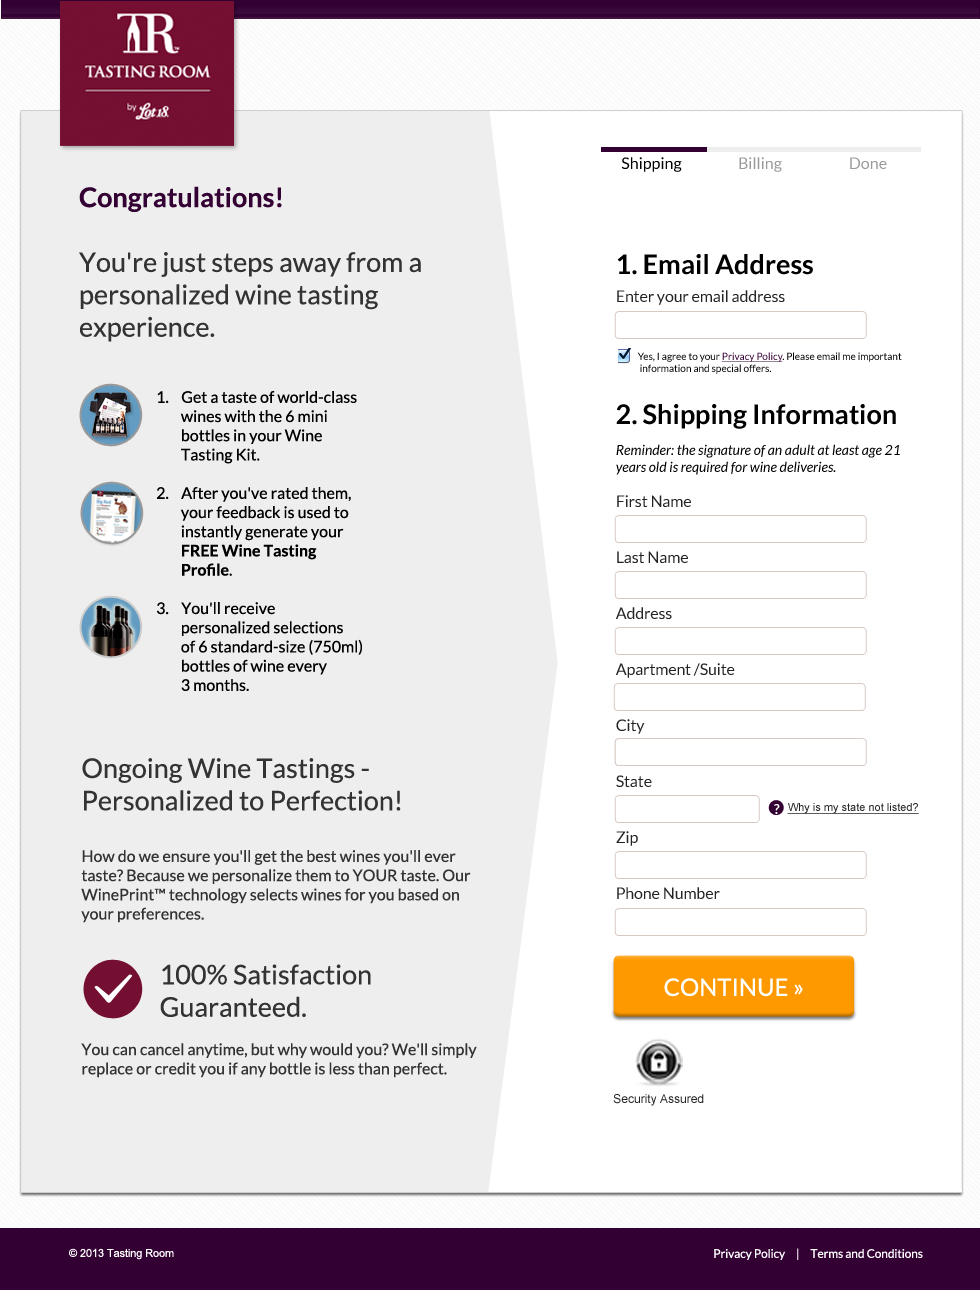 TR
TASTING ROOM
by Lot18
Shipping Billing Done
Congratulations!
You're just steps away from a
personalized wine tasting
experience.
1. Get a taste of world-class
wines with the 6 mini
bottles in your Wine
Tasting Kit.
2. After you've rated them,
your feedback is used to
instantly generate your
FREE Wine Tasting
Profile.
3. You'll receive
personalized selections
of 6 standard-size (750ml)
bottles of wine every
3 months.
Ongoing Wine Tastings -
Personalized to Perfection!
How do we ensure you'll get the best wines you'll ever
taste? Because we personalize them to YOUR taste. Our
WinePrint™ technology selects wines for you based on
your preferences.
100% Satisfaction
Guaranteed.
You can cancel anytime, but why would you? We'll simply
replace or credit you if any bottle is less than perfect.
1. Email Address
Enter your email address
Yes, I agree to your Privacy Policy. Please email me important
information and special offers.
2. Shipping Information
Reminder: the signature of an adult at least age 21
years old is required for wine deliveries.
First Name
Last Name
Address
Apartment /Suite
City
State
? Why is my state not listed?
Zip
Phone Number
CONTINUE »
Security Assured
© 2013 Tasting Room
Privacy Policy | Terms and Conditions